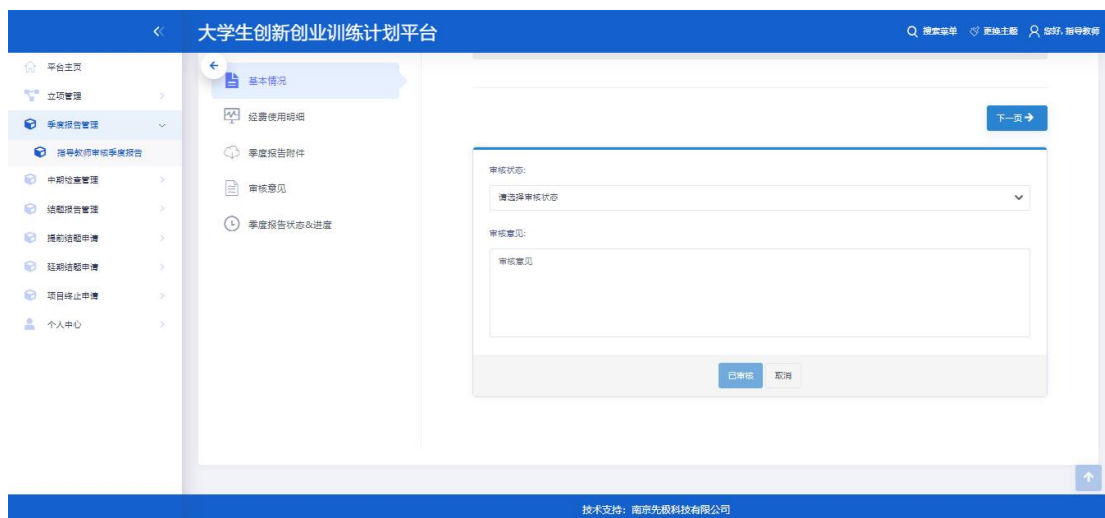 大学生创新创业训练计划平台
搜索菜单
更换主题
您好, 指导教师
平台主页
立项管理
季度报告管理
指导教师审核季度报告
中期检查管理
结题报告管理
提前结题申请
延期结题申请
项目终止申请
个人中心
基本情况
经费使用明细
季度报告附件
审核意见
季度报告状态&进度
下一页
审核状态:
请选择审核状态
审核意见:
审核意见
已审核
取消
技术支持：南京先极科技有限公司